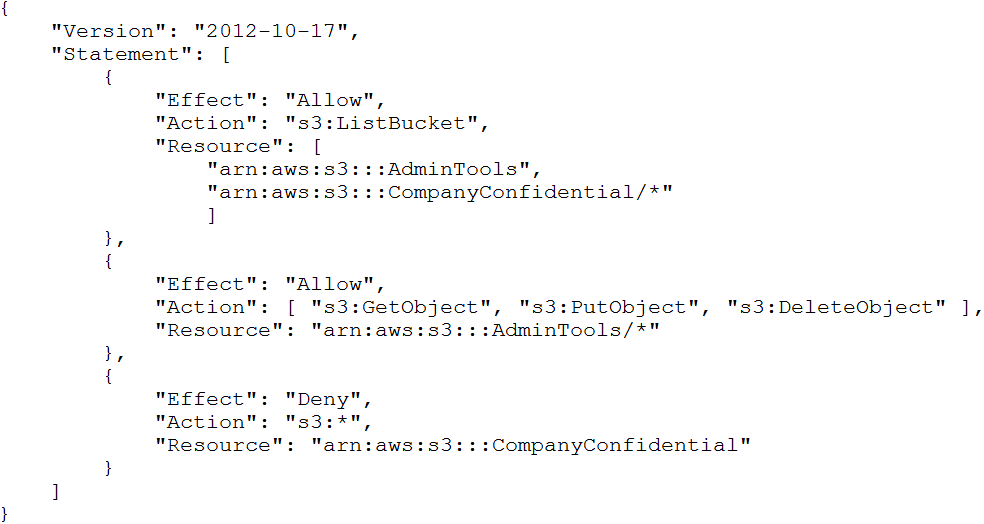 {
    "Version": "2012-10-17",
    "Statement": [
        {
            "Effect": "Allow",
            "Action": "s3:ListBucket",
            "Resource": [
                "arn:aws:s3:::AdminTools",
                "arn:aws:s3:::CompanyConfidential/*"
                ]
        },
        {
            "Effect": "Allow",
            "Action": [ "s3:GetObject", "s3:PutObject", "s3:DeleteObject" ],
            "Resource": "arn:aws:s3:::AdminTools/*"
        },
        {
            "Effect": "Deny",
            "Action": "s3:*",
            "Resource": "arn:aws:s3:::CompanyConfidential"
        }
    ]
}